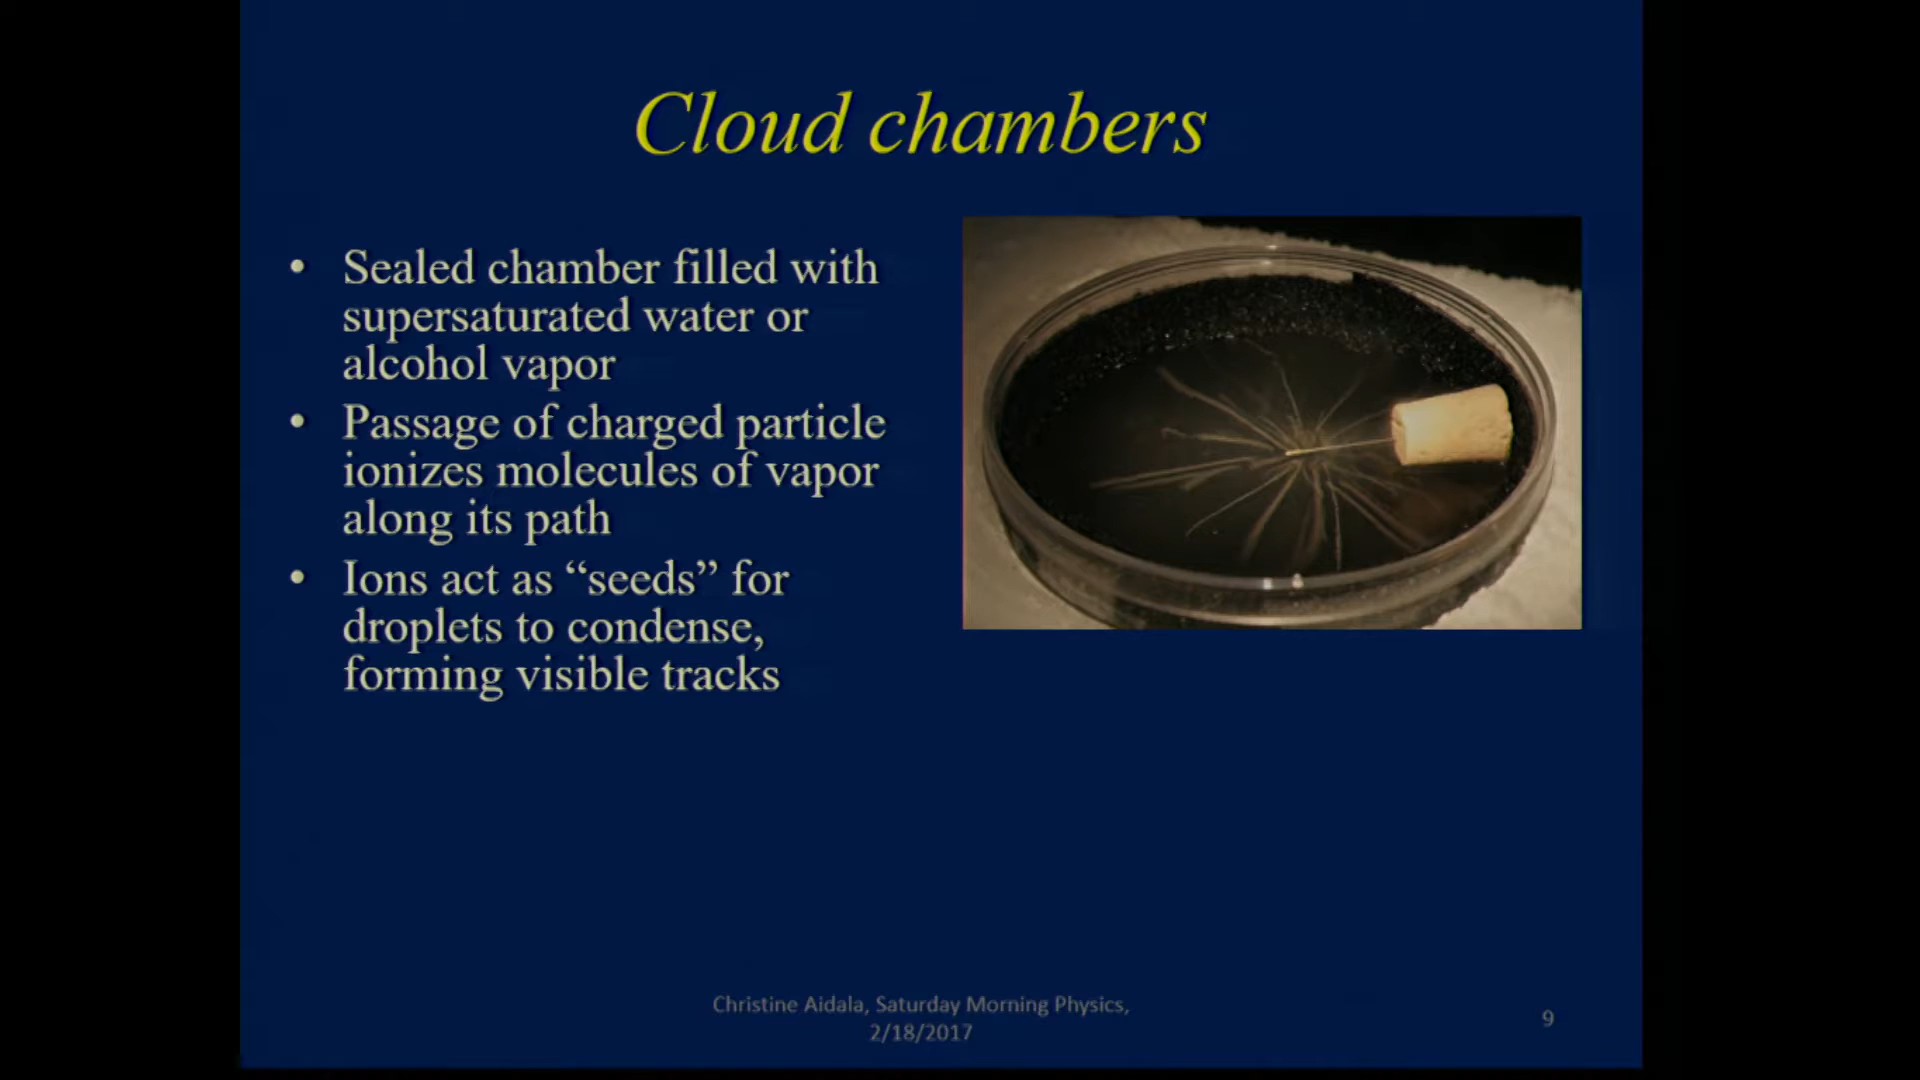 Cloud chambers
• Sealed chamber filled with
supersaturated water or
alcohol vapor
• Passage of charged particle
ionizes molecules of vapor
along its path
• Ions act as “seeds” for
droplets to condense,
forming visible tracks
Christine Aidala, Saturday Morning Physics,
2/18/2017
9